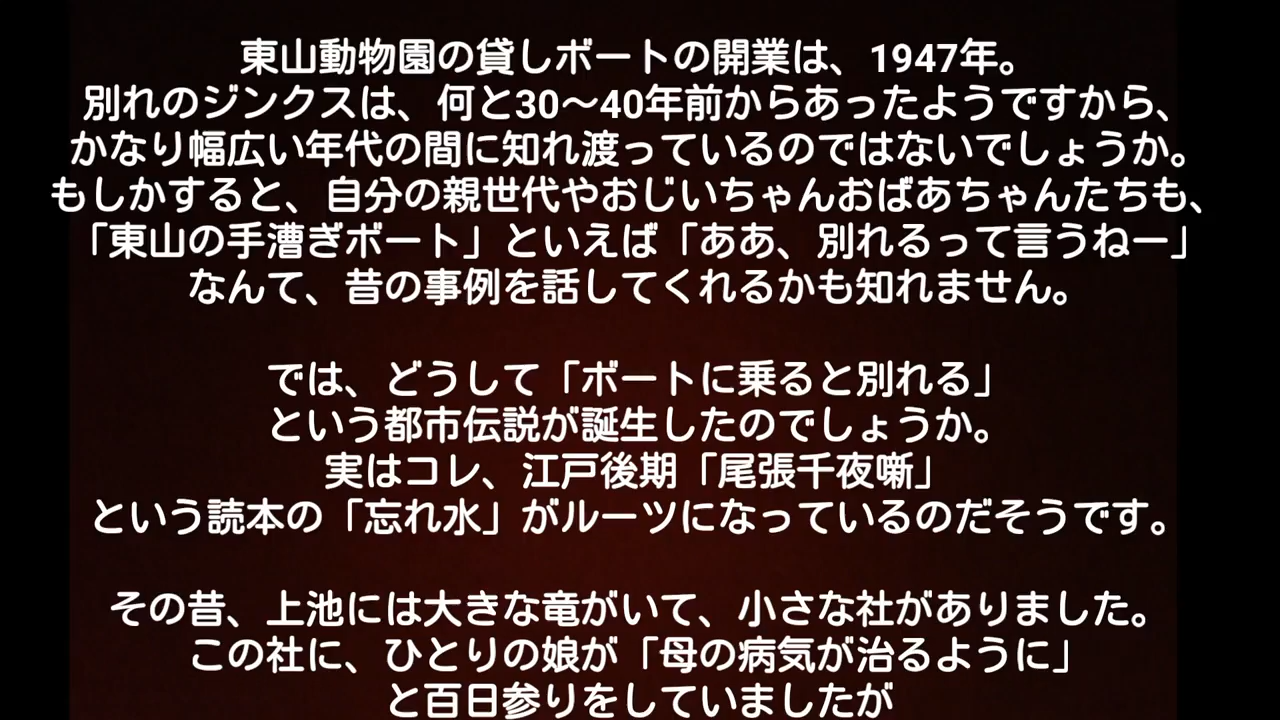 東山動物園の貸しボートの開業は、1947年。
別れのジンクスは、何と30～40年前からあったようですから、
かなり幅広い年代の間に知れ渡っているのではないでしょうか。
もしかすると、自分の親世代やおじいちゃんおばあちゃんたちも、
「東山の手漕ぎボート」といえば「ああ、別れるって言うねー」
なんて、昔の事例を話してくれるかも知れません。
では、どうして「ボートに乗ると別れる」
という都市伝説が誕生したのでしょうか。
実はコレ、江戸後期「尾張千夜噺」
という読本の「忘れ水」がルーツになっているのだそうです。
その昔、上池には大きな竜がいて、小さな社がありました。
この社に、ひとりの娘が「母の病気が治るように」
と百日参りをしていましたが